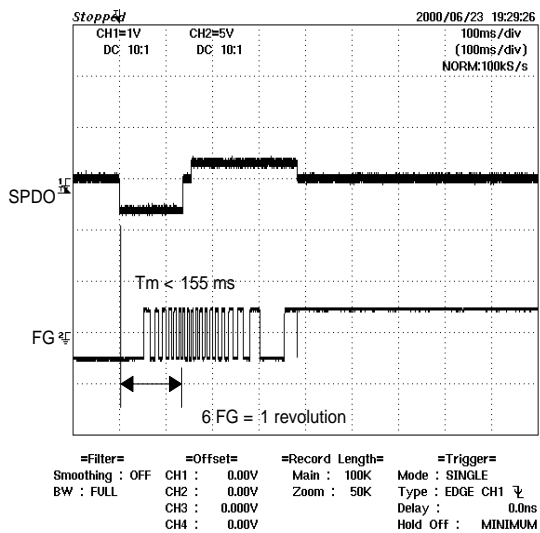 Stopped 2000/06/23 19:29:26
CH1=1V CH2=5V 100ms/div
DC 10:1 DC 10:1 (100ms/div)
NORM:100kS/s
SPDO
Tm < 155 ms
FG
6 FG = 1 revolution
=Filter= =Offset= =Record Length= =Trigger=
Smoothing : OFF CH1 : 0.00V Main : 100K Mode : SINGLE
BW : FULL CH2 : 0.00V Zoom : 50K Type : EDGE CH1
CH3 : 0.000V Delay : 0.0ns
CH4 : 0.00V Hold Off : MINIMUM